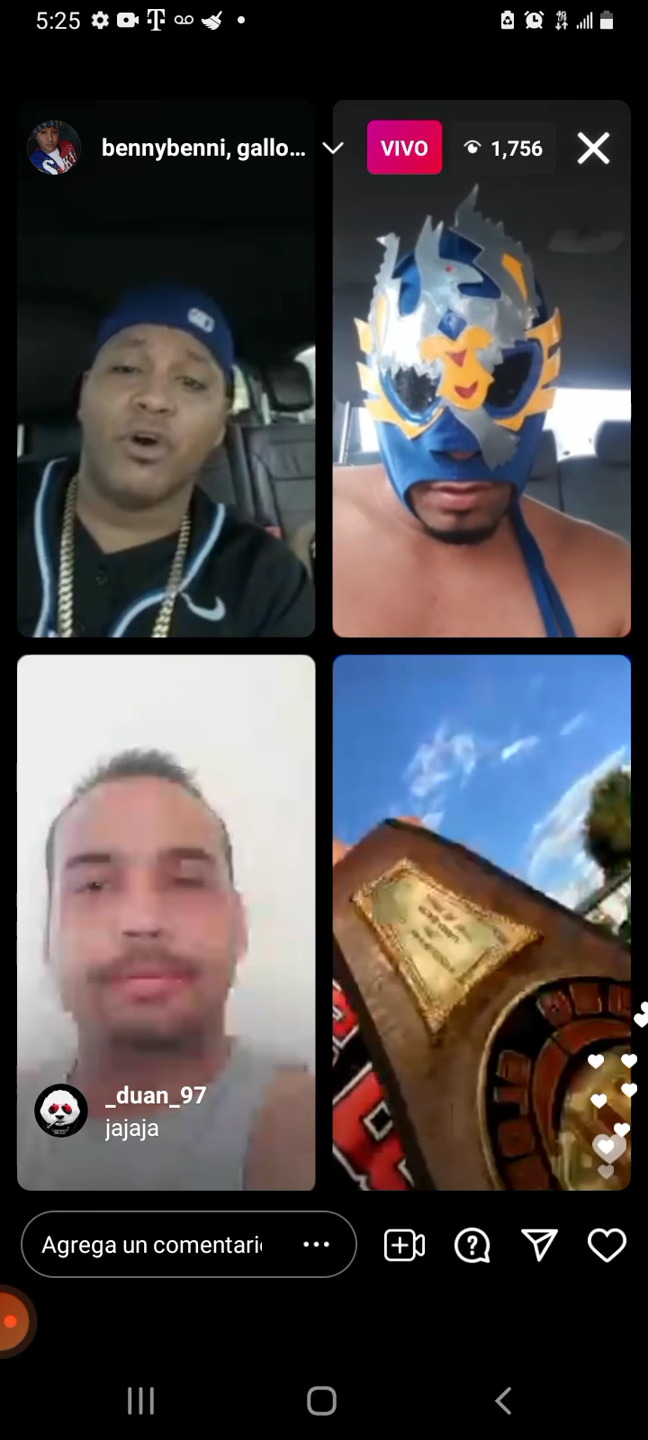 5:25
bennybenni, gallo...
VIVO
1,756
_duan_97
jajaja
Agrega un comentari